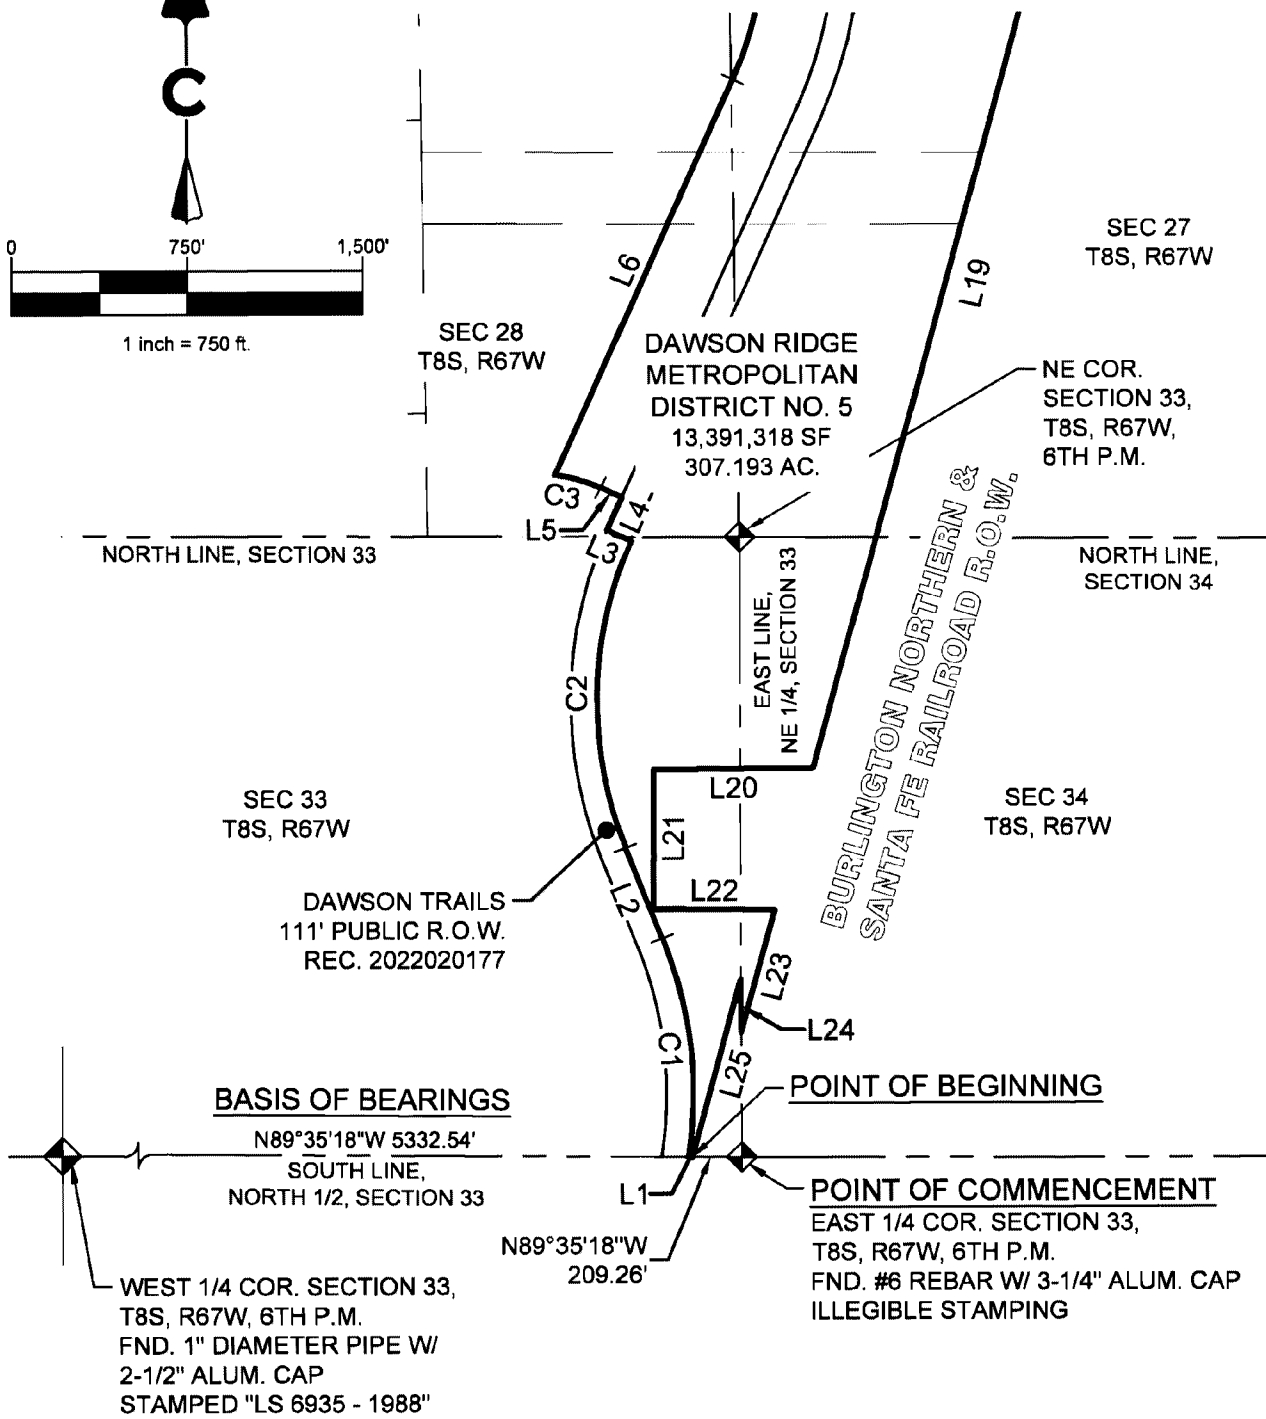 C
0 750' 1,500'
1 inch = 750 ft.
SEC 28
T8S, R67W
L6
DAWSON RIDGE
METROPOLITAN
DISTRICT NO. 5
13,391,318 SF
307.193 AC.
L19
SEC 27
T8S, R67W
NE COR.
SECTION 33,
T8S, R67W,
6TH P.M.
C3
L5
L4
L3
NORTH LINE, SECTION 33
NORTH LINE,
SECTION 34
EAST LINE,
NE 1/4, SECTION 33
BURLINGTON NORTHERN &
SANTA FE RAILROAD R.O.W.
C2
L20
SEC 33
T8S, R67W
SEC 34
T8S, R67W
L21
L22
L2
DAWSON TRAILS
111' PUBLIC R.O.W.
REC. 2022020177
L23
L24
C1
L25
POINT OF BEGINNING
BASIS OF BEARINGS
N89°35'18"W 5332.54'
SOUTH LINE,
NORTH 1/2, SECTION 33
L1
N89°35'18"W
209.26'
POINT OF COMMENCEMENT
EAST 1/4 COR. SECTION 33,
T8S, R67W, 6TH P.M.
FND. #6 REBAR W/ 3-1/4" ALUM. CAP
ILLEGIBLE STAMPING
WEST 1/4 COR. SECTION 33,
T8S, R67W, 6TH P.M.
FND. 1" DIAMETER PIPE W/
2-1/2" ALUM. CAP
STAMPED "LS 6935 - 1988"